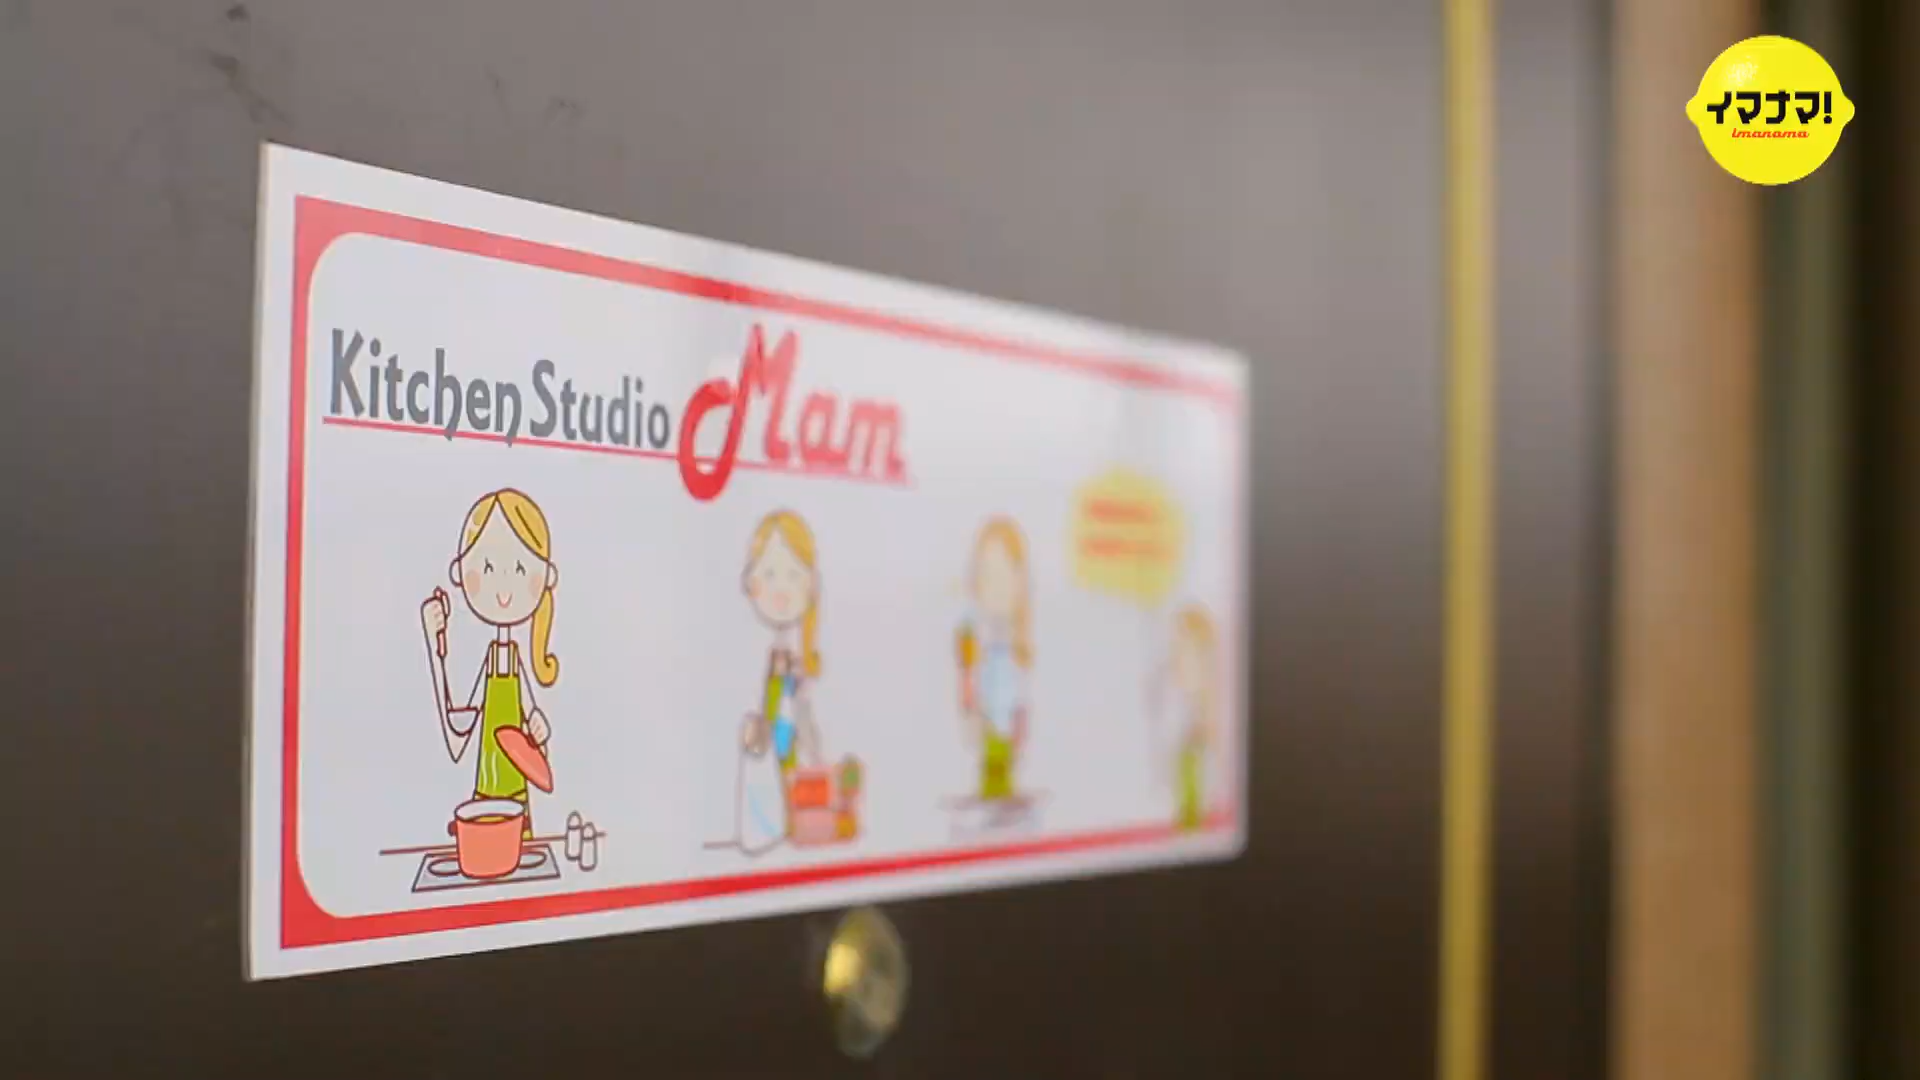 Kitchen Studio Mam
イマナマ!
imanama